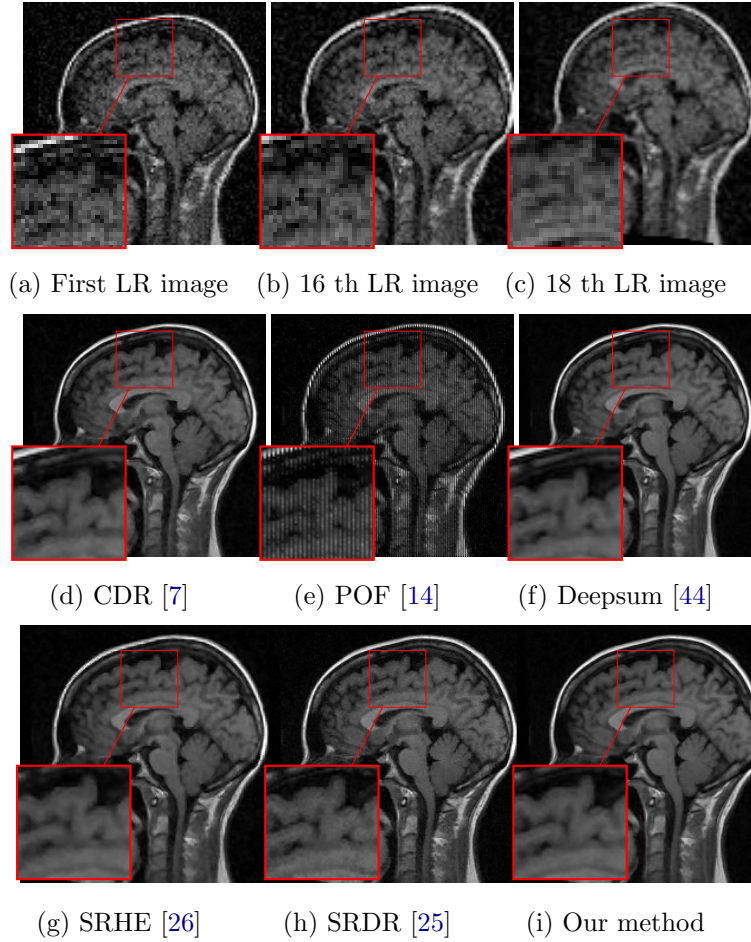 (a) First LR image (b) 16 th LR image (c) 18 th LR image
(d) CDR [7] (e) POF [14] (f) Deepsum [44]
(g) SRHE [26] (h) SRDR [25] (i) Our method